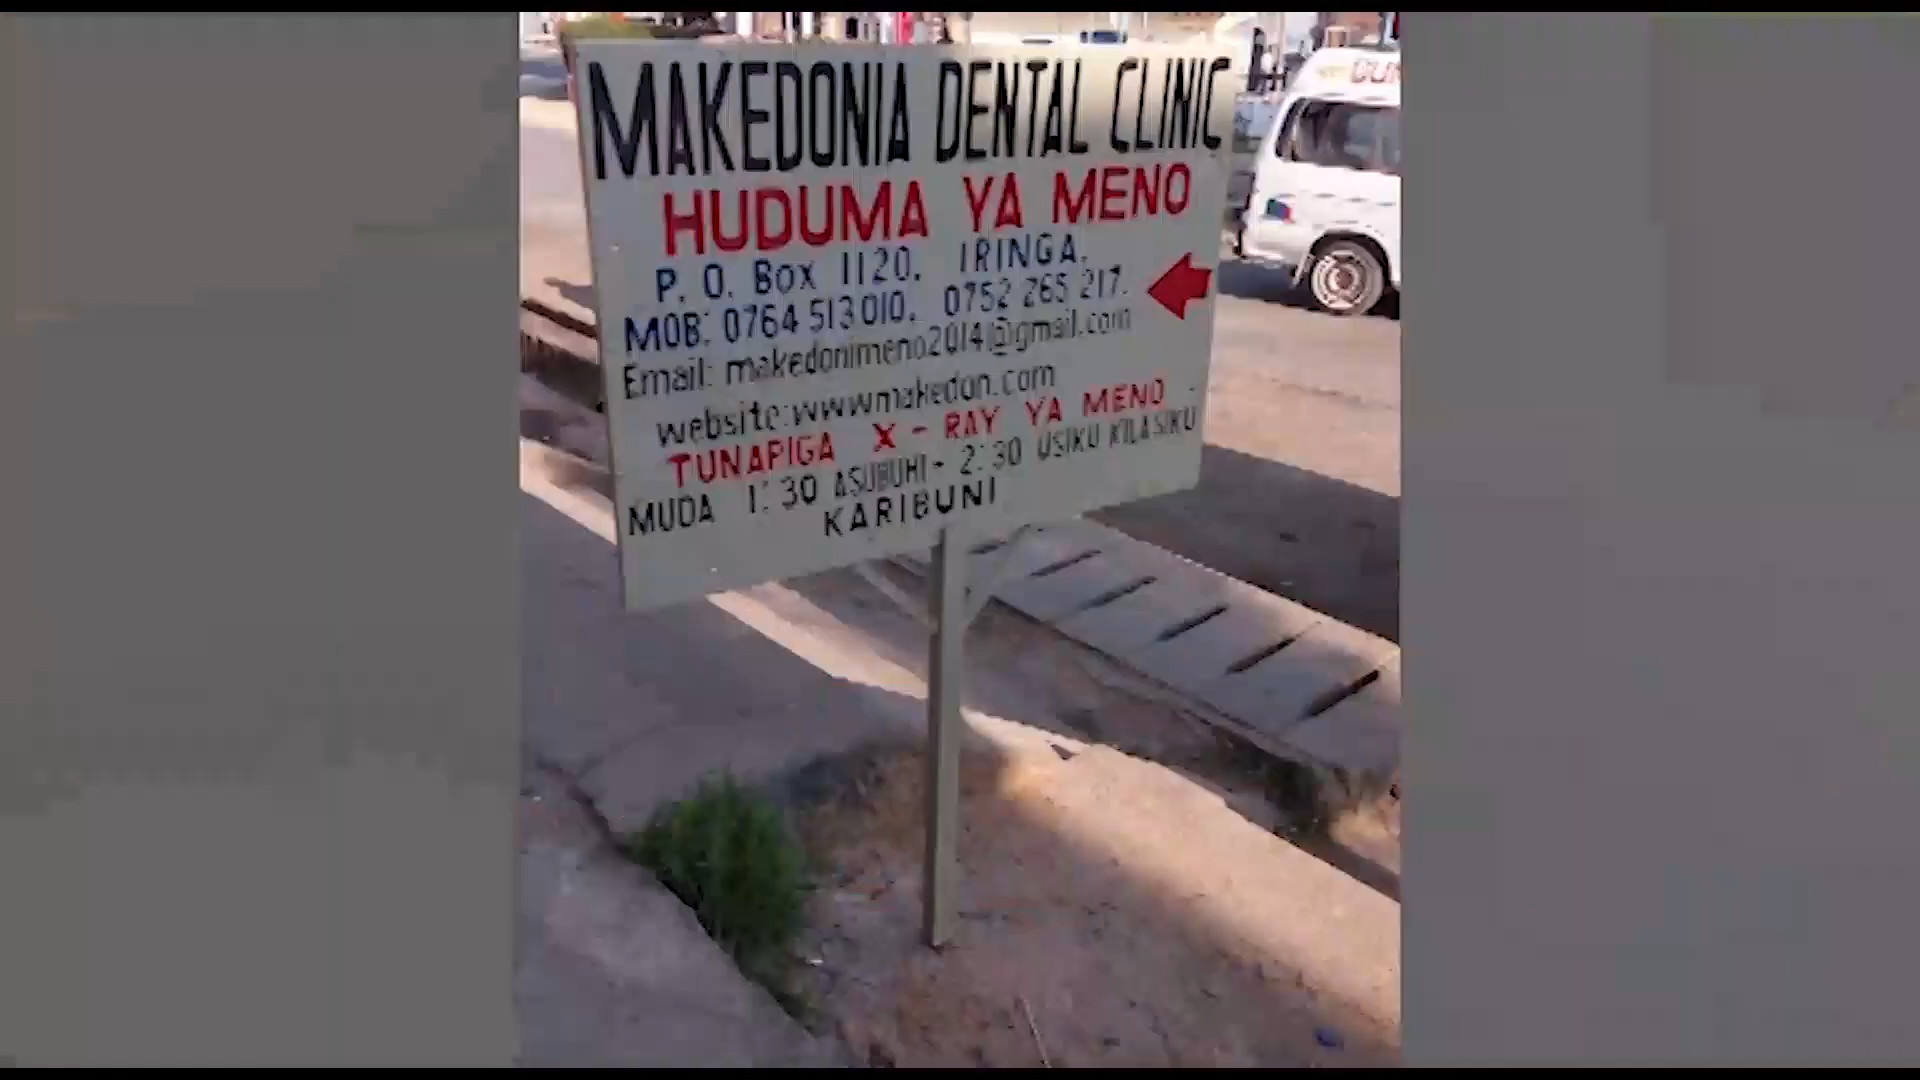 MAKEDONIA DENTAL CLINIC
HUDUMA YA MENO
P. O. Box 1120, IRINGA.
MOB: 0764 513 010, 0752 265 217.
Email: makedonimeno2014@gmail.com
website:wwwmakedon.com
TUNAPIGA X-RAY YA MENO
MUDA 1:30 ASUBUHI - 2:30 USIKU KILA SIKU
KARIBUNI